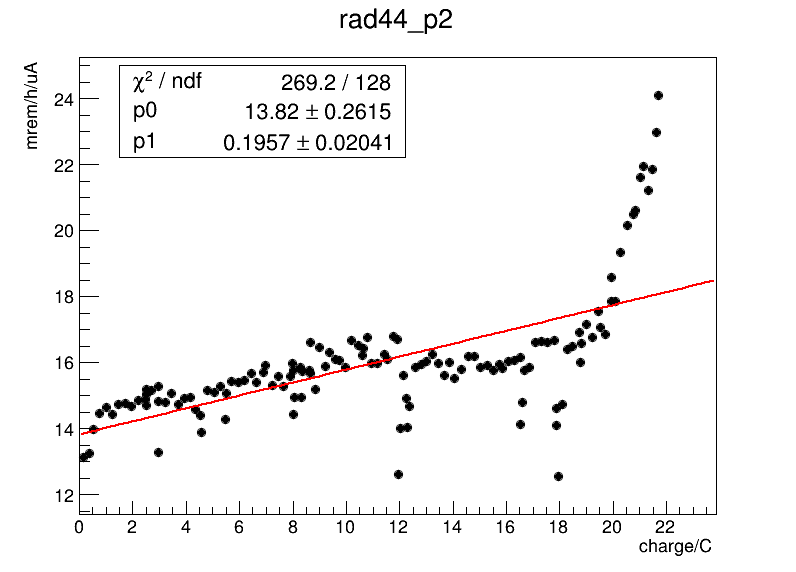 rad44_p2
mrem/h/uA
χ² / ndf 269.2 / 128
p0 13.82 ± 0.2615
p1 0.1957 ± 0.02041
24
22
20
18
16
14
12
0 2 4 6 8 10 12 14 16 18 20 22
charge/C